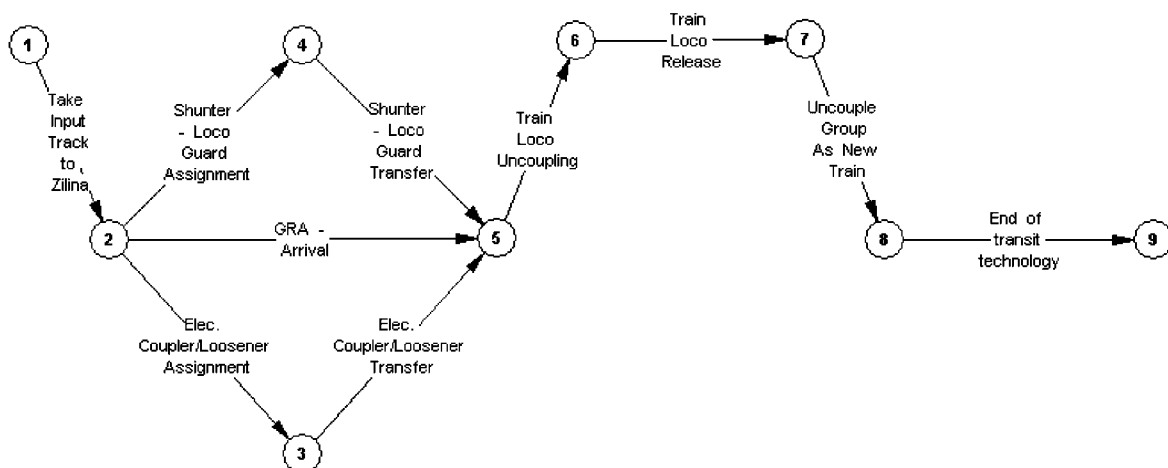 1
Take
Input
Track
to ,
Zilina
2
Shunter
- Loco
Guard
Assignment
4
Shunter
- Loco
Guard
Transfer
GRA -
Arrival
Elec.
Coupler/Loosener
Assignment
3
Elec.
Coupler/Loosener
Transfer
5
Train
Loco
Uncoupling
6
Train
Loco
Release
7
Uncouple
Group
As New
Train
8
End of
transit
technology
9